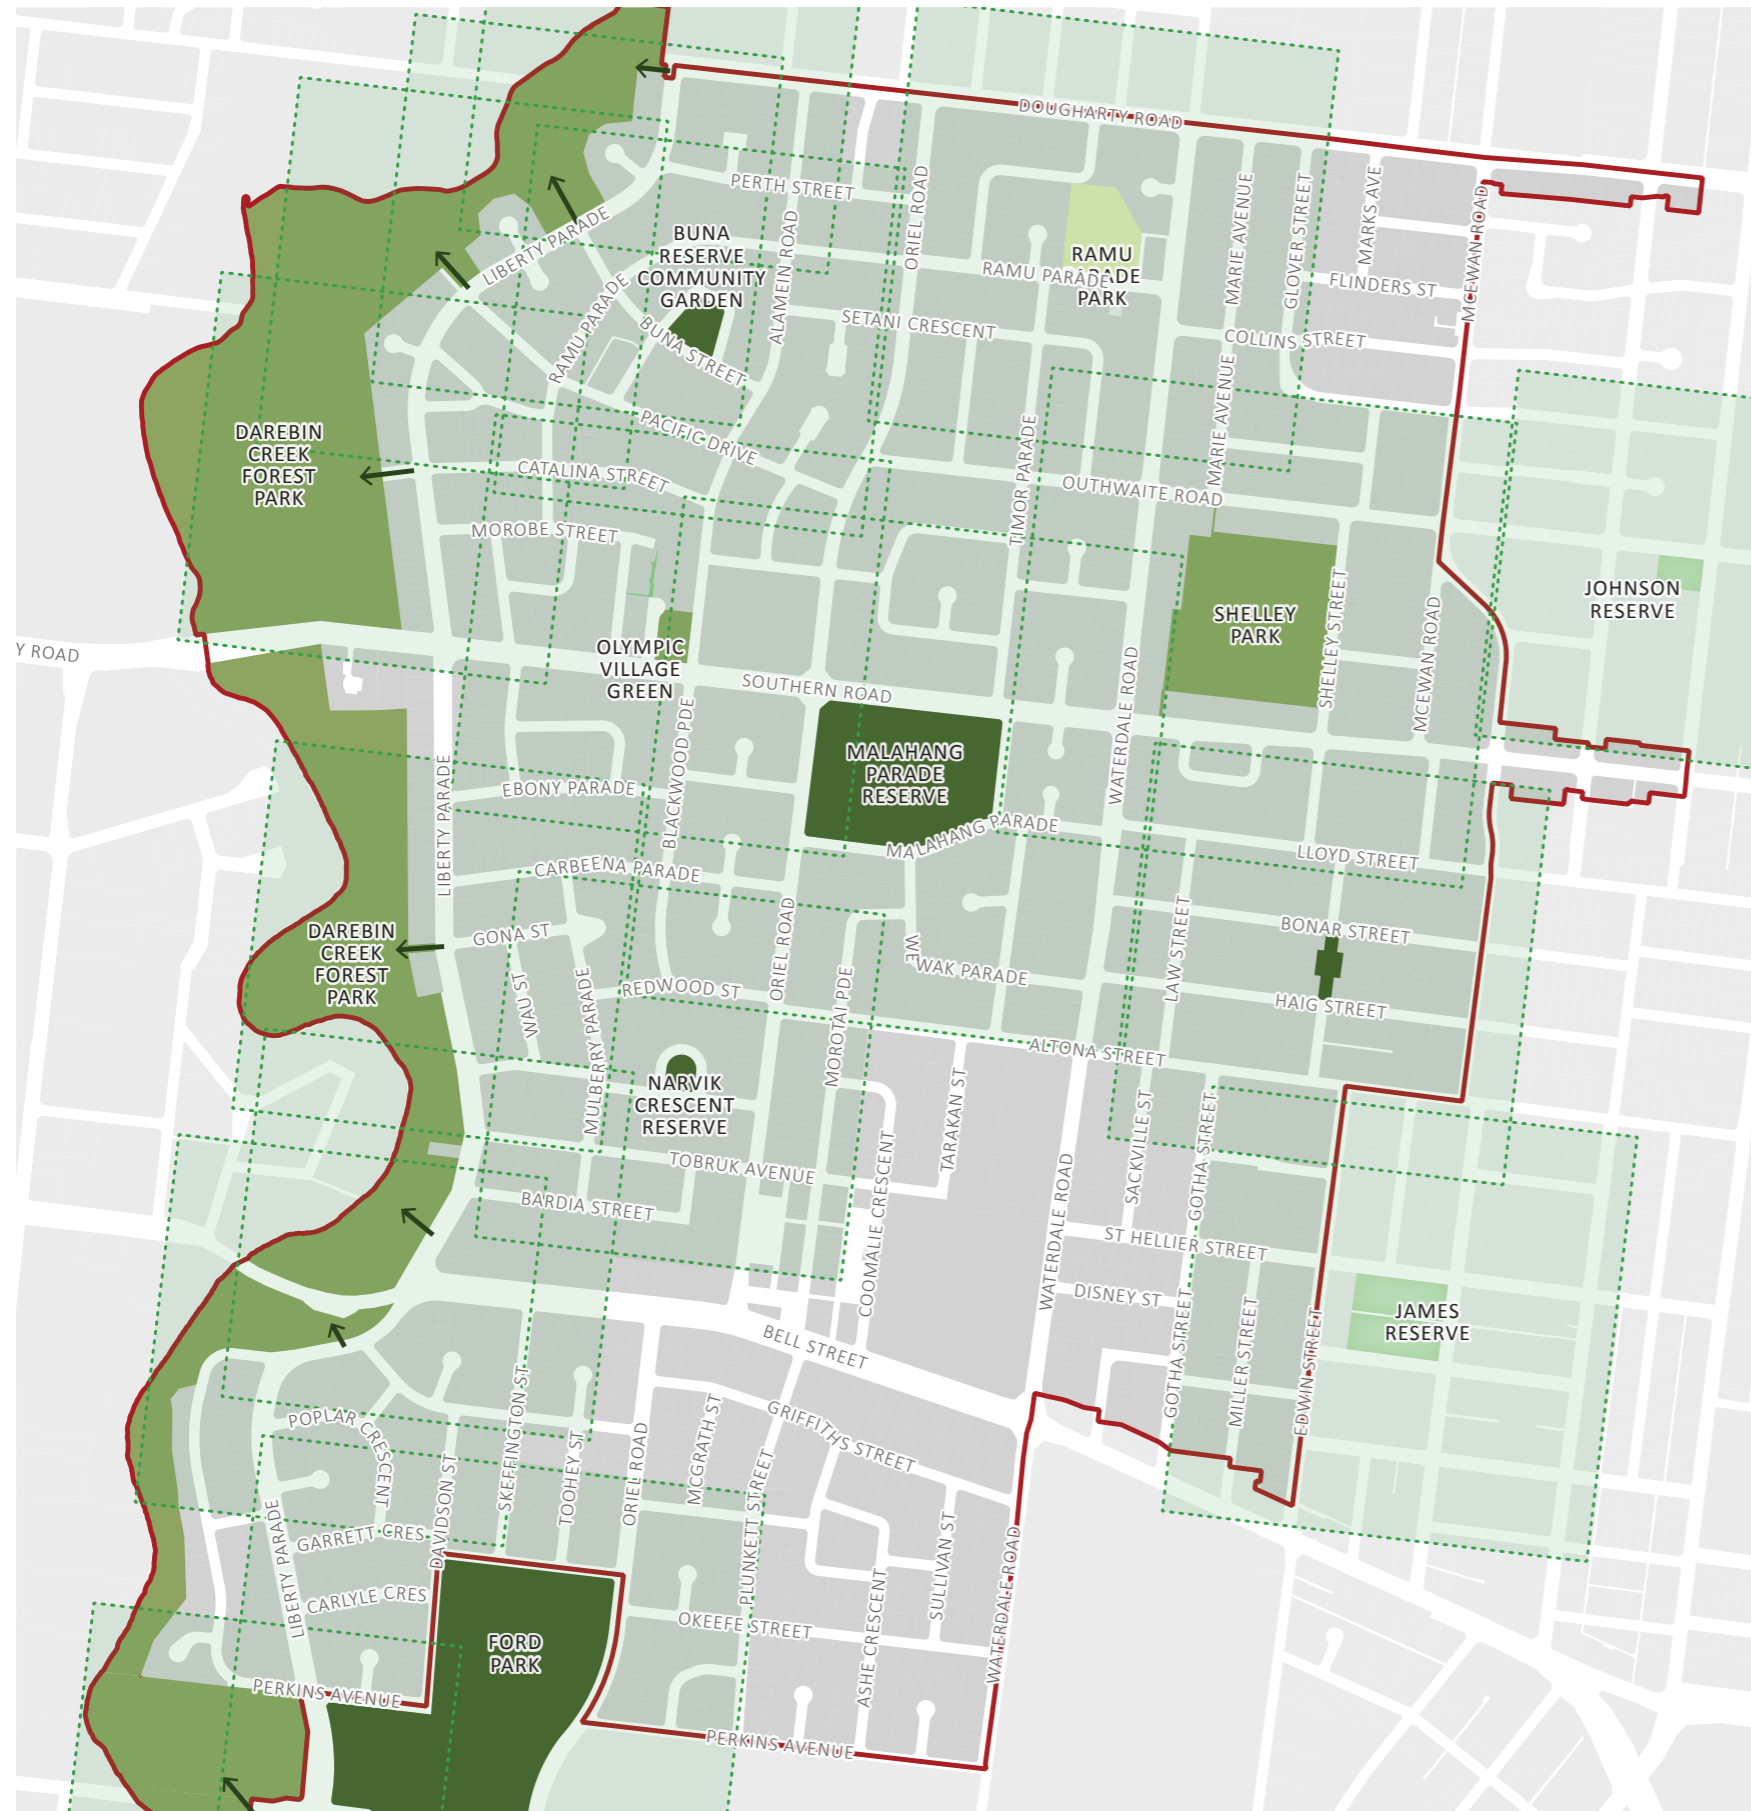 DOUGHARTY ROAD
PERTH STREET
ORIEL ROAD
MARIE AVENUE
GLOVER STREET
MARKS AVE
MCEWAN ROAD
LIBERTY PARADE
BUNA
RESERVE
COMMUNITY
GARDEN
ALAMEIN ROAD
RAMU
PARK
RAMU PARADE
FLINDERS ST
RAMU PARADE
BUNA STREET
SETANI CRESCENT
COLLINS STREET
MARIE AVENUE
DAREBIN
CREEK
FOREST
PARK
PACIFIC DRIVE
CATALINA STREET
TIMOR PARADE
OUTHWAITE ROAD
MOROBE STREET
JOHNSON
RESERVE
SHELLEY
PARK
SHELLEY STREET
MCEWAN ROAD
Y ROAD
OLYMPIC
VILLAGE
GREEN
SOUTHERN ROAD
WATERDALE ROAD
BLACKWOOD PDE
MALAHANG
PARADE
RESERVE
LIBERTY PARADE
EBONY PARADE
MALAHANG PARADE
LLOYD STREET
CARBEENA PARADE
DAREBIN
CREEK
FOREST
PARK
GONA ST
ORIEL ROAD
LAW STREET
BONAR STREET
WEWAK PARADE
WAU ST
MULBERRY PARADE
REDWOOD ST
MOROTAI PDE
HAIG STREET
ALTONA STREET
NARVIK
CRESCENT
RESERVE
TARAKAN ST
SACKVILLE ST
GOTHA STREET
TOBRUK AVENUE
COOMALIE CRESCENT
BARDIA STREET
WATERDALE ROAD
ST HELLIER STREET
DISNEY ST
GOTHA STREET
MILLER STREET
EDWIN STREET
JAMES
RESERVE
BELL STREET
POPLAR CRESCENT
SKEFFINGTON ST
MCGRATH ST
GRIFFITHS STREET
DAVIDSON ST
TOOHEY ST
ORIEL ROAD
PLUNKETT STREET
GARRETT CRES
LIBERTY PARADE
SULLIVAN ST
WATERDALE ROAD
CARLYLE CRES
ASHE CRESCENT
OKEEFE STREET
FORD
PARK
PERKINS AVENUE
PERKINS AVENUE